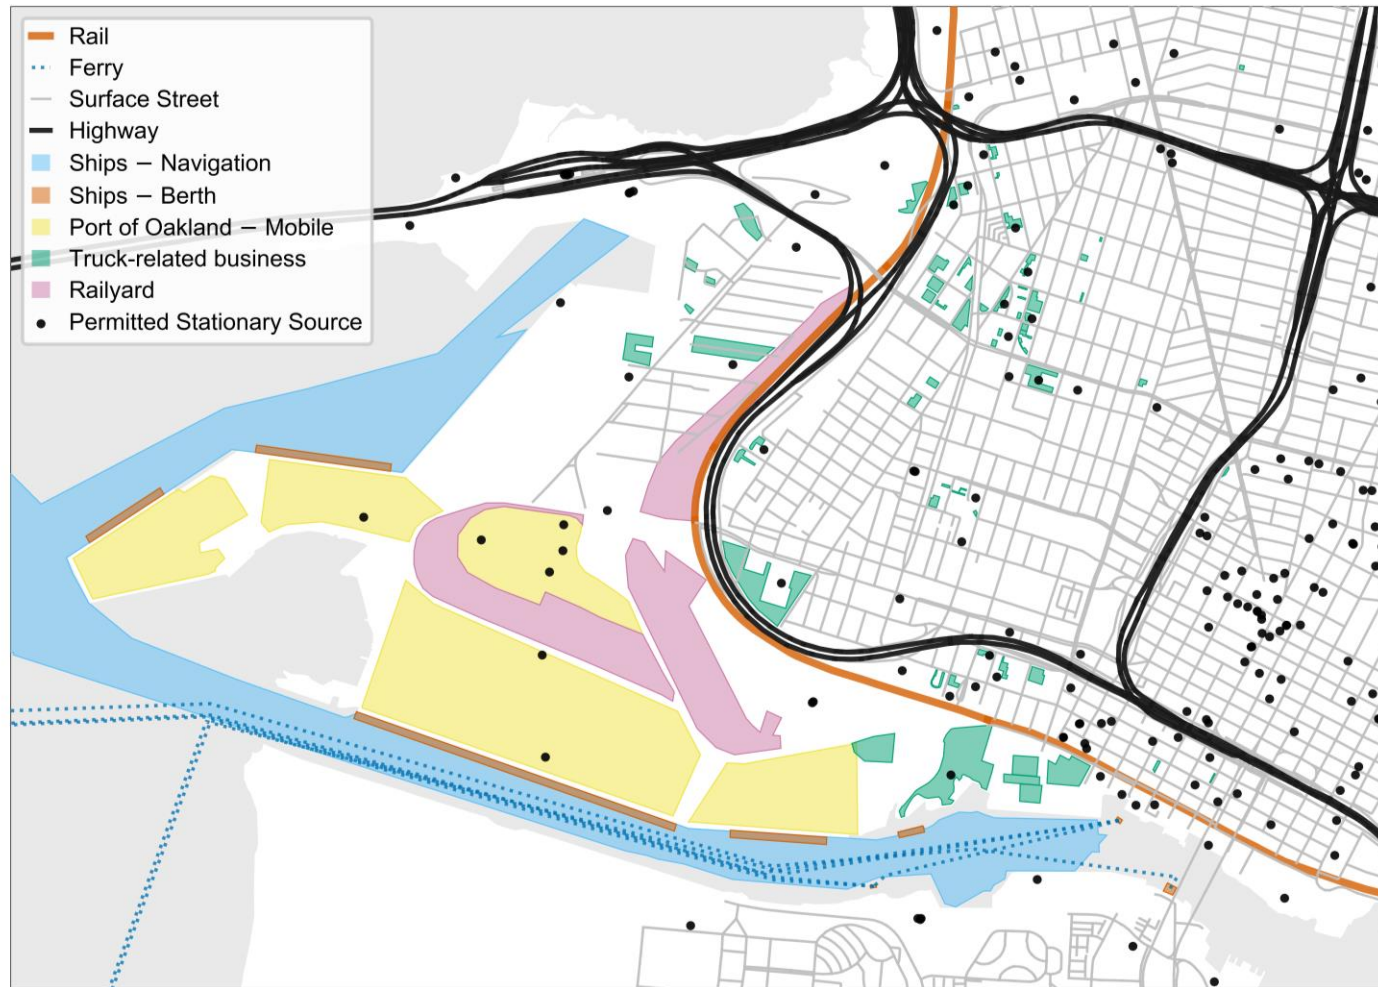 Rail
Ferry
Surface Street
Highway
Ships – Navigation
Ships – Berth
Port of Oakland – Mobile
Truck-related business
Railyard
Permitted Stationary Source